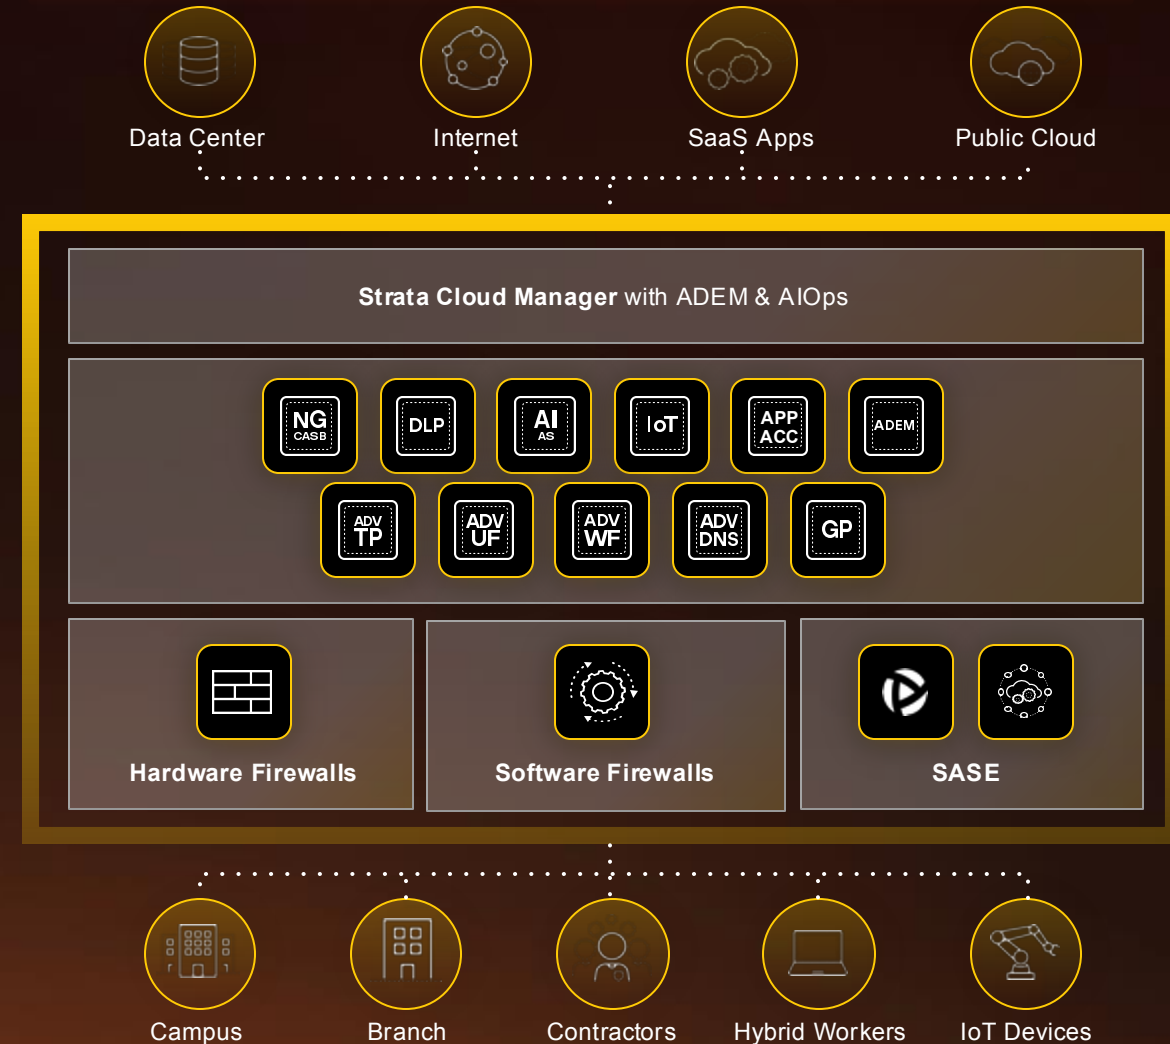 Data Center
Internet
SaaS Apps
Public Cloud
Strata Cloud Manager with ADEM & AIOps
NG
CASB
DLP
AI
AS
IoT
APP
ACC
ADEM
ADV
TP
ADV
UF
ADV
WF
ADV
DNS
GP
Hardware Firewalls
Software Firewalls
SASE
Campus
Branch
Contractors
Hybrid Workers
IoT Devices